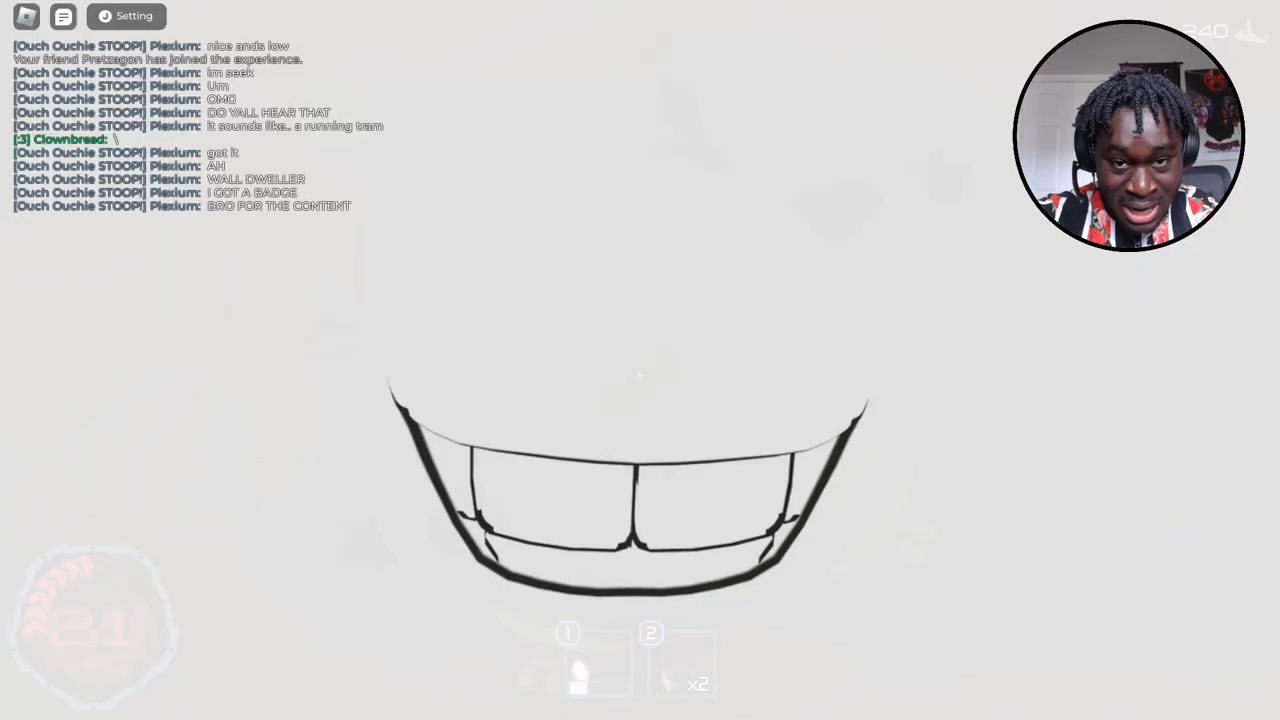 Setting
240
[Ouch Ouchie STOOP!] Plexium: nice ands low
Your friend Pretzagon has joined the experience.
[Ouch Ouchie STOOP!] Plexium: im seek
[Ouch Ouchie STOOP!] Plexium: Um
[Ouch Ouchie STOOP!] Plexium: OMG
[Ouch Ouchie STOOP!] Plexium: DO YALL HEAR THAT
[Ouch Ouchie STOOP!] Plexium: it sounds like.. a running tram
[:3] Clownbread: \
[Ouch Ouchie STOOP!] Plexium: got it
[Ouch Ouchie STOOP!] Plexium: AH
[Ouch Ouchie STOOP!] Plexium: WALL DWELLER
[Ouch Ouchie STOOP!] Plexium: I GOT A BADGE
[Ouch Ouchie STOOP!] Plexium: BRO FOR THE CONTENT
81
1
2
x2